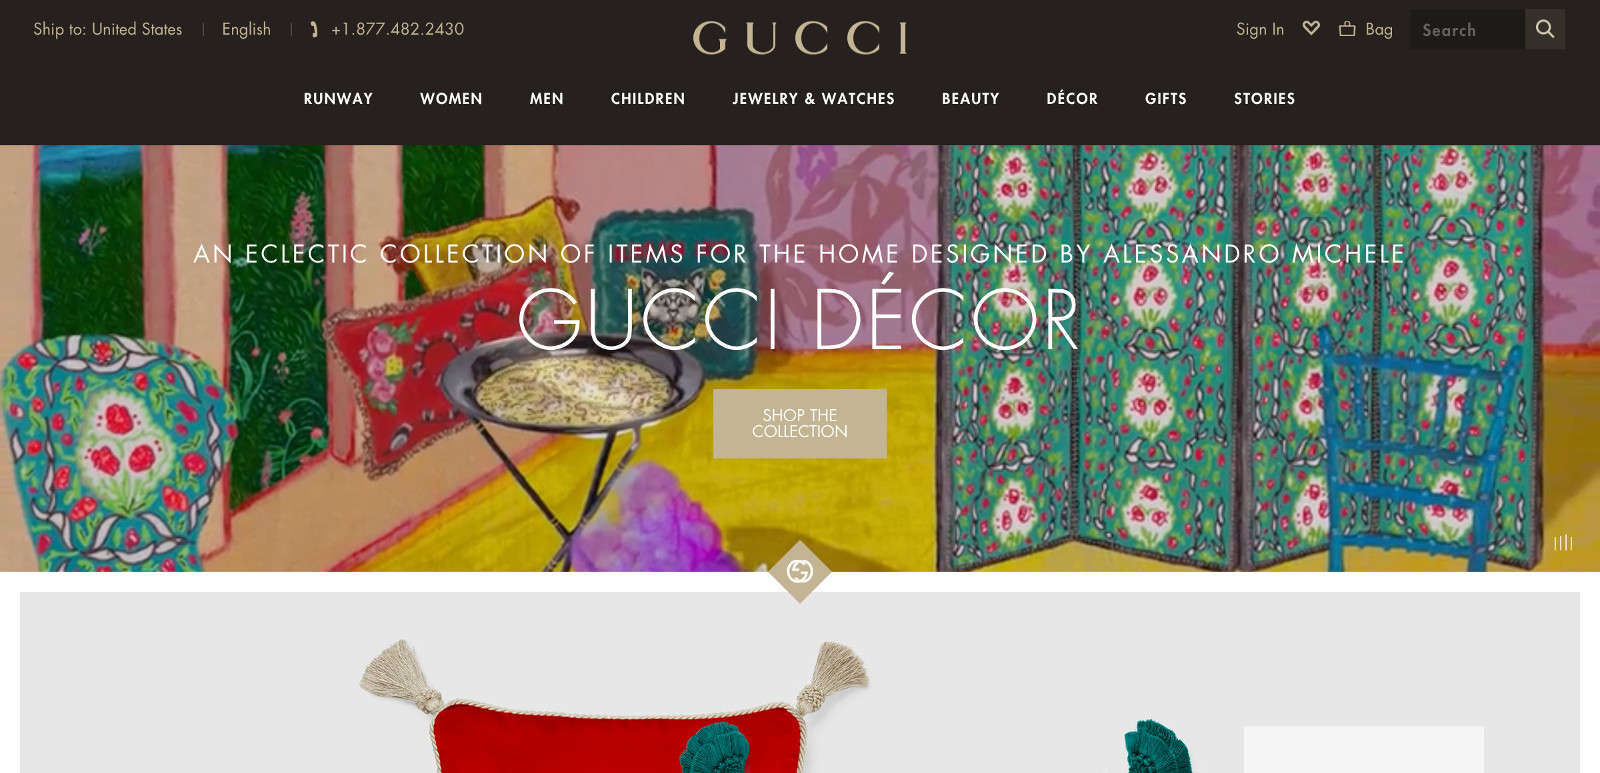 Ship to: United States
English
+1.877.482.2430
GUCCI
Sign In
Bag
Search
RUNWAY
WOMEN
MEN
CHILDREN
JEWELRY & WATCHES
BEAUTY
DÉCOR
GIFTS
STORIES
AN ECLECTIC COLLECTION OF ITEMS FOR THE HOME DESIGNED BY ALESSANDRO MICHELE
GUCCI DÉCOR
SHOP THE
COLLECTION